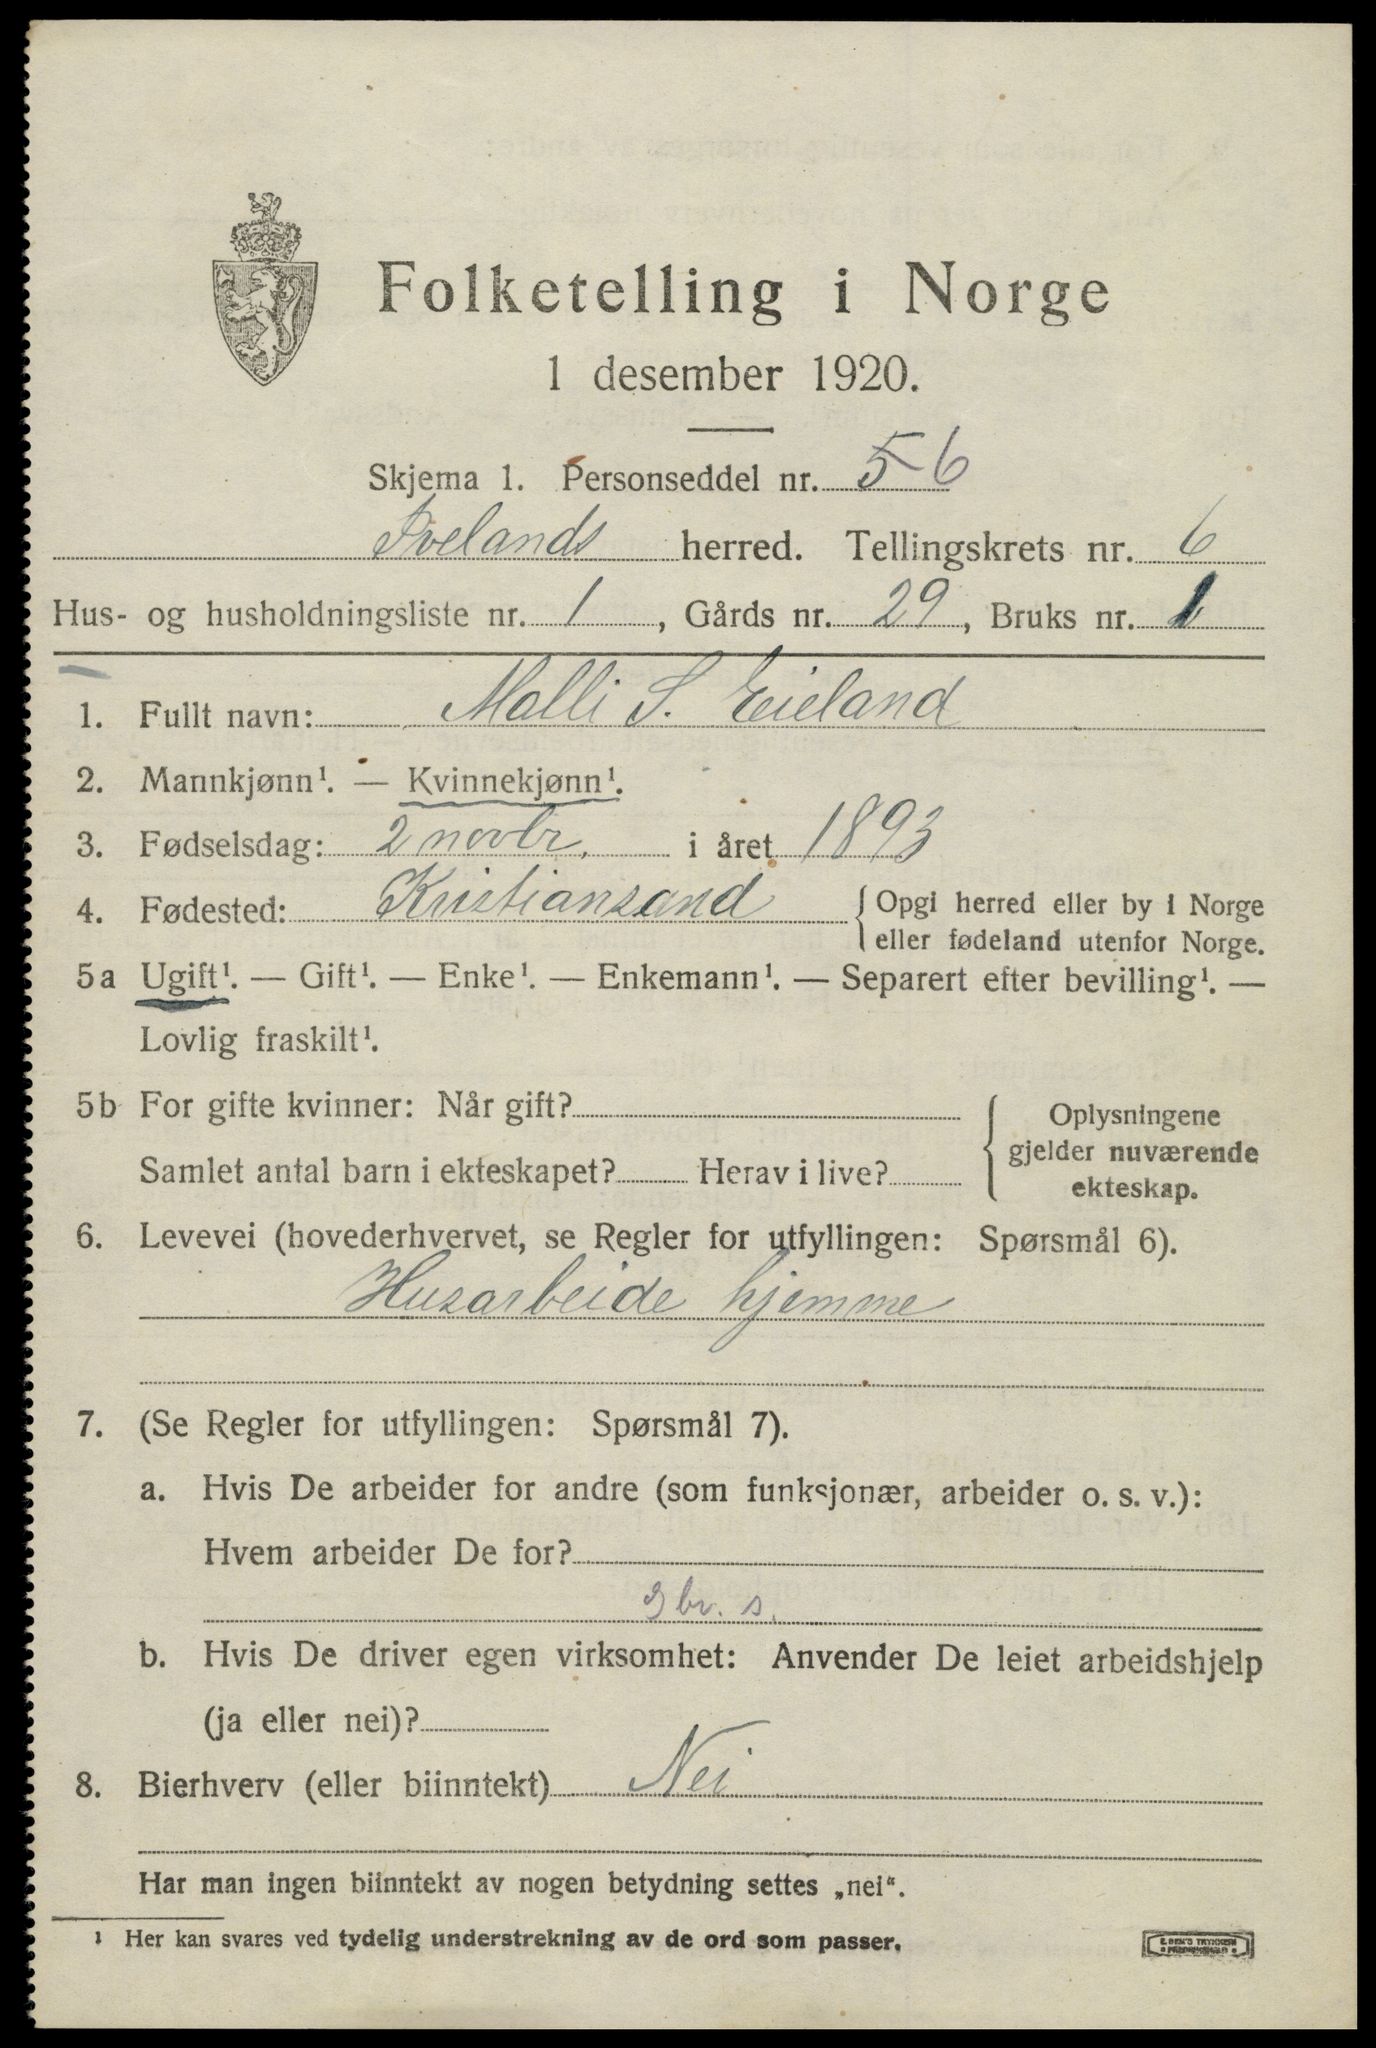 Folketelling i Norge
1 desember 1920.
Skjema 1. Personseddel nr. 5 6
Ivelands herred. Tellingskrets nr. 6
Hus- og husholdningsliste nr. 1, Gårds nr. 29, Bruks nr. 1
1. Fullt navn: Malli S. Eieland
2. Mannkjønn¹. — Kvinnekjønn¹.
3. Fødselsdag: 2 novbr. i året 1893
4. Fødested: Kristiansand { Opgi herred eller by i Norge
eller fødeland utenfor Norge.
5a Ugift¹. — Gift¹. — Enke¹. — Enkemann¹. — Separert efter bevilling¹. —
Lovlig fraskilt¹.
5b For gifte kvinner: Når gift?
Samlet antal barn i ekteskapet? Herav i live?
{ Oplysningene
gjelder nuværende
ekteskap.
6. Levevei (hovederhvervet, se Regler for utfyllingen: Spørsmål 6).
Husarbeide hjemme
7. (Se Regler for utfyllingen: Spørsmål 7).
a. Hvis De arbeider for andre (som funksjonær, arbeider o. s. v.):
Hvem arbeider De for?
gbr. s.
b. Hvis De driver egen virksomhet: Anvender De leiet arbeidshjelp
(ja eller nei)?
8. Bierhverv (eller biinntekt) Nei
Har man ingen biinntekt av nogen betydning settes „nei“.
¹ Her kan svares ved tydelig understrekning av de ord som passer.